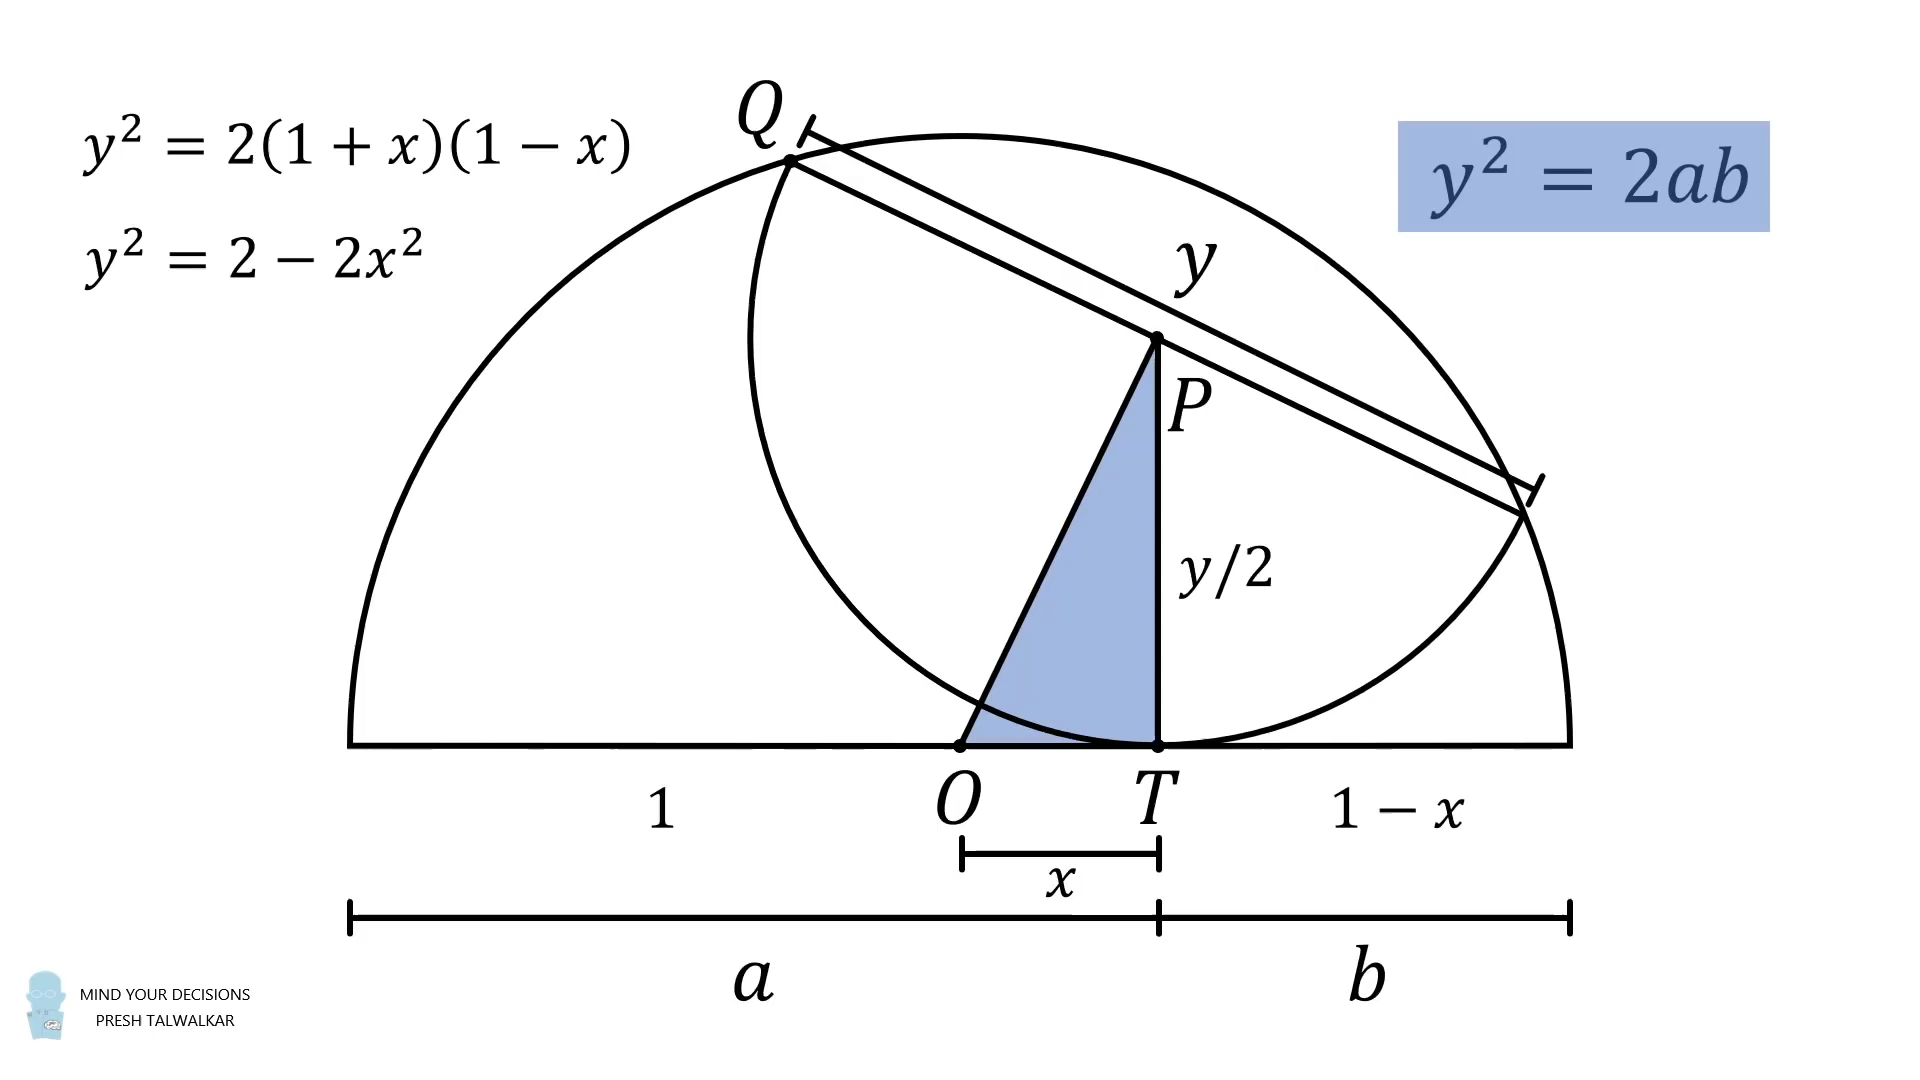 y² = 2(1 + x)(1 − x)
y² = 2 − 2x²
Q
y² = 2ab
y
P
y/2
1
O
T
1 − x
x
a
b
MIND YOUR DECISIONS
PRESH TALWALKAR